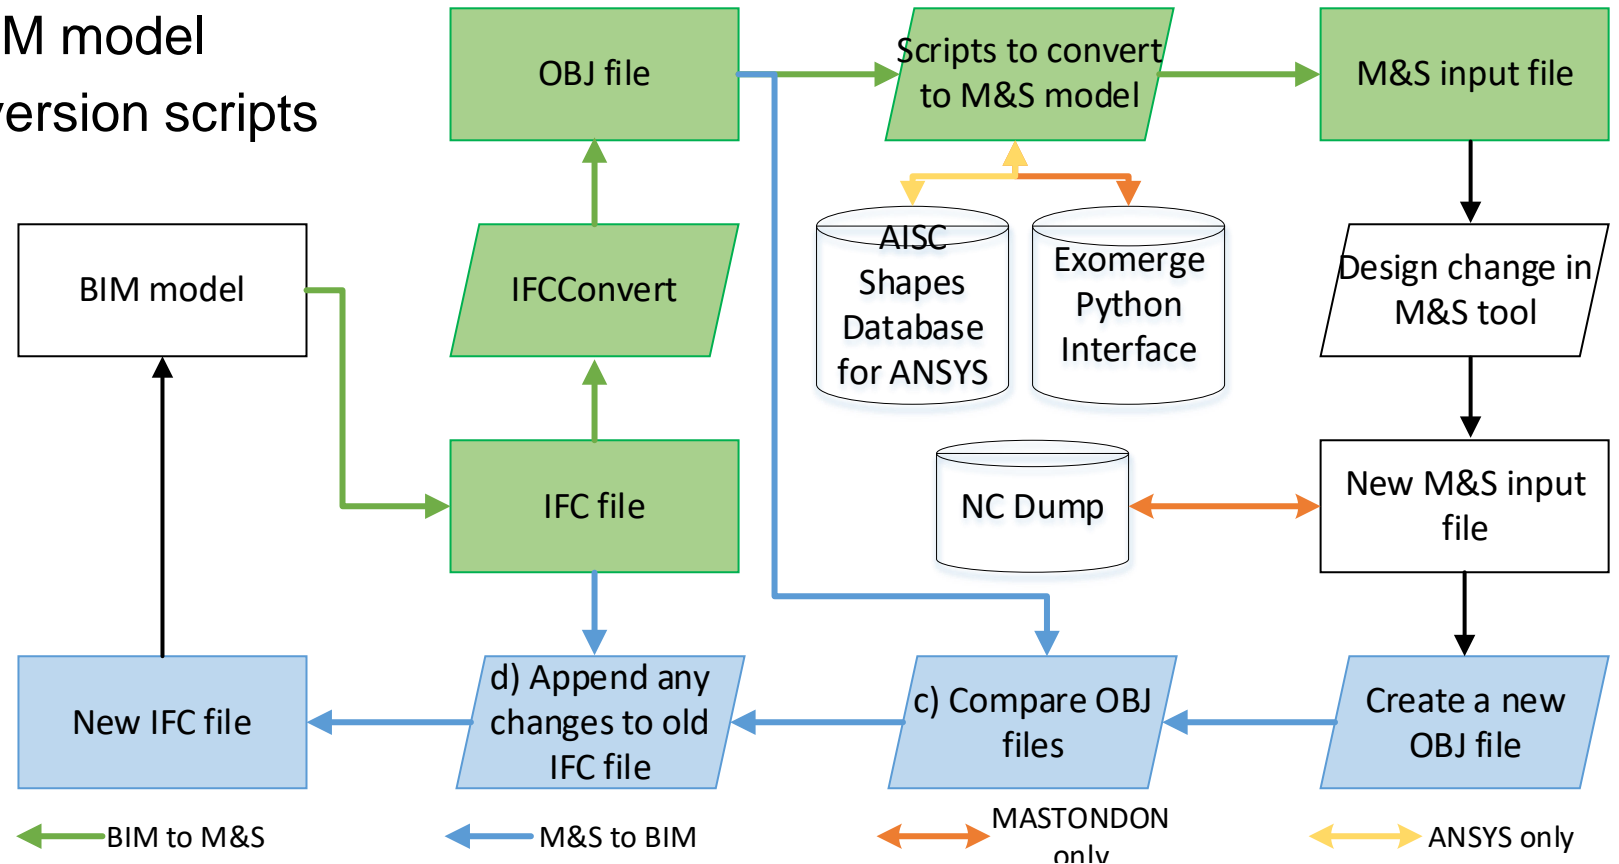 M model
version scripts
OBJ file
Scripts to convert
to M&S model
M&S input file
BIM model
IFCConvert
AISC
Shapes
Database
for ANSYS
Exomerge
Python
Interface
Design change in
M&S tool
IFC file
NC Dump
New M&S input
file
New IFC file
d) Append any
changes to old
IFC file
c) Compare OBJ
files
Create a new
OBJ file
BIM to M&S
M&S to BIM
MASTONDON
only
ANSYS only